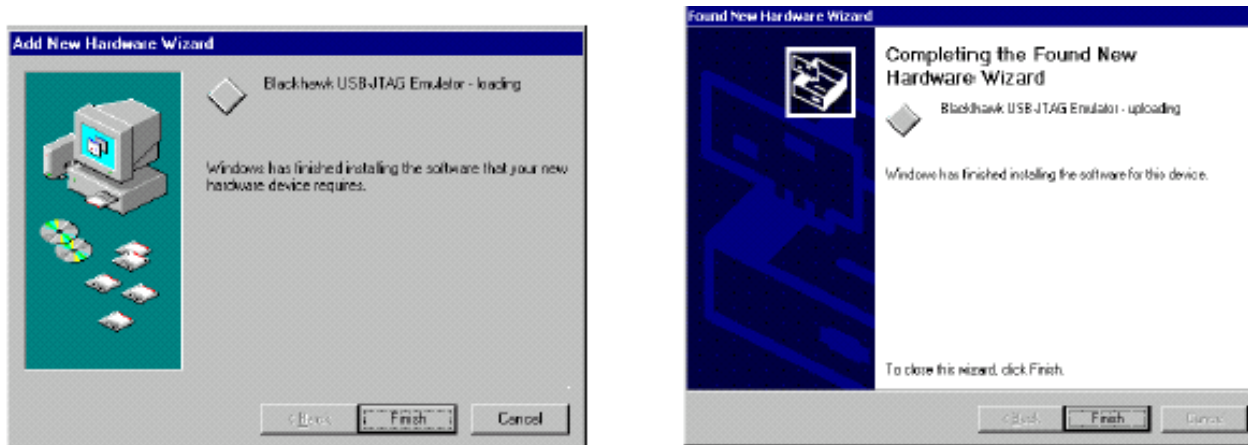 Add New Hardware Wizard
Blackhawk USB-JTAG Emulator - loading
Windows has finished installing the software that your new
hardware device requires.
< Back
Finish
Cancel
Found New Hardware Wizard
Completing the Found New
Hardware Wizard
Blackhawk USB-JTAG Emulator - uploading
Windows has finished installing the software for this device.
To close this wizard, click Finish.
< Back
Finish
Cancel